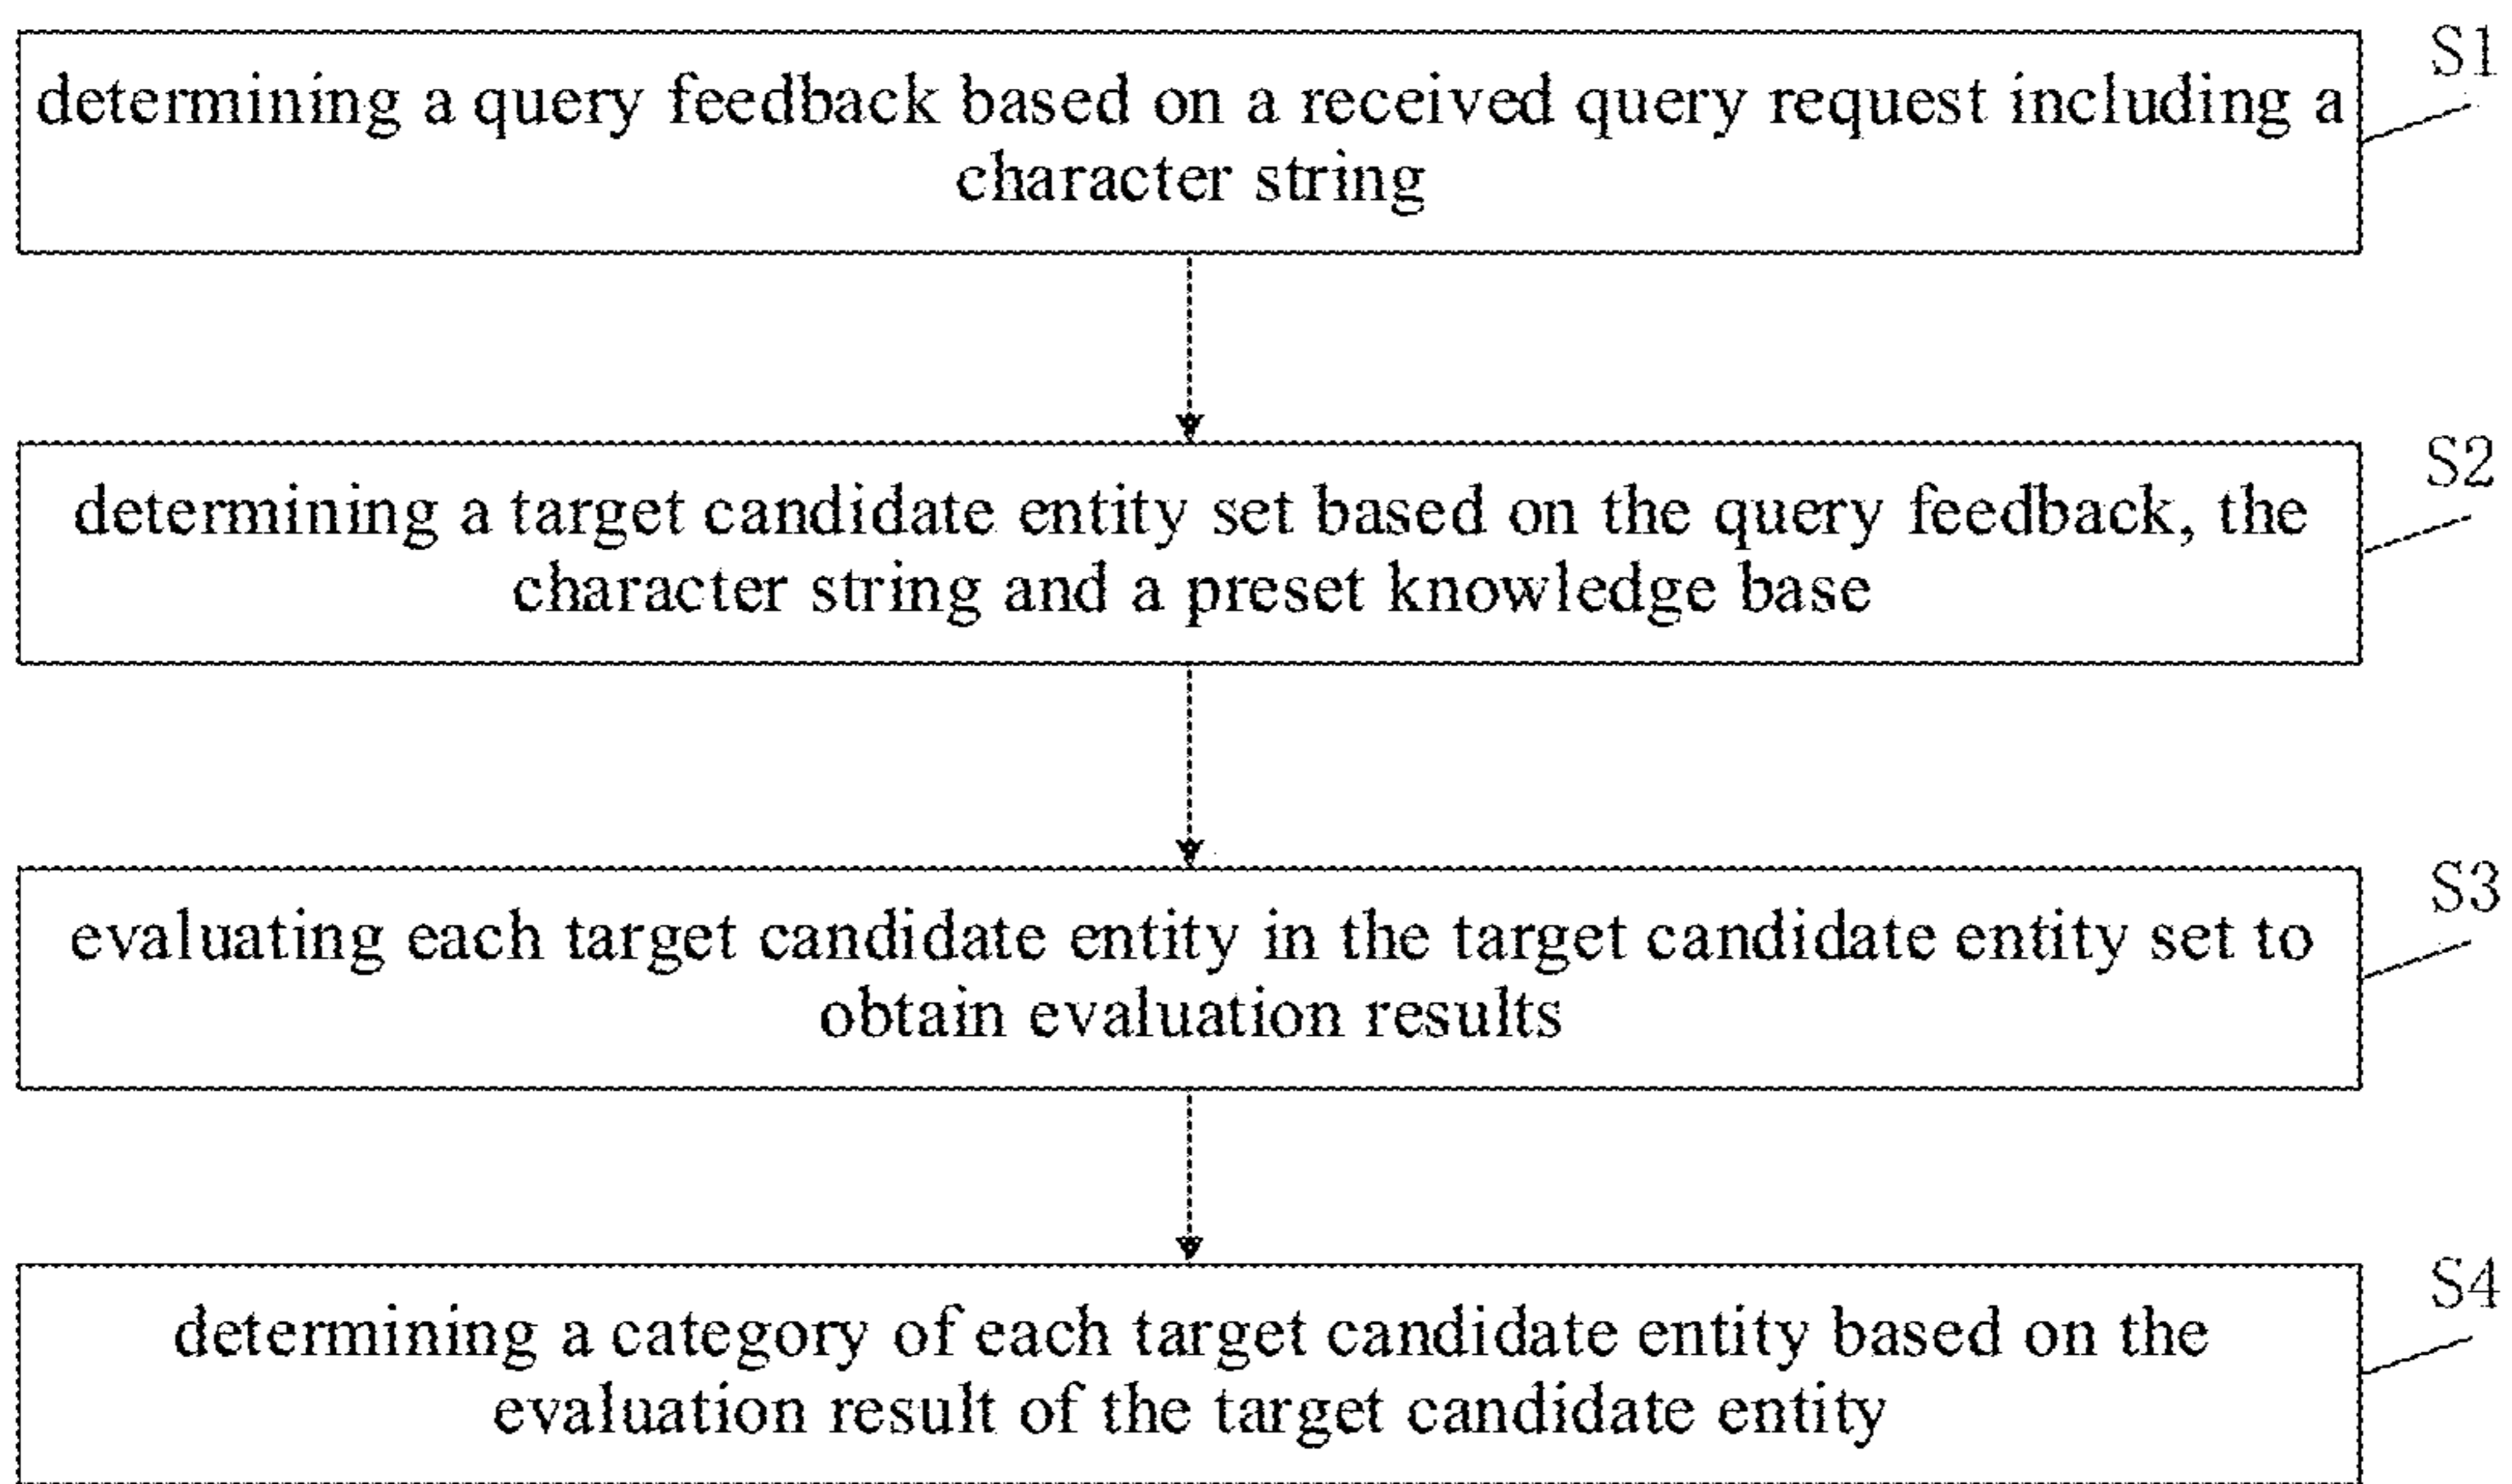 S1
determining a query feedback based on a received query request including a
character string
S2
determining a target candidate entity set based on the query feedback, the
character string and a preset knowledge base
S3
evaluating each target candidate entity in the target candidate entity set to
obtain evaluation results
S4
determining a category of each target candidate entity based on the
evaluation result of the target candidate entity